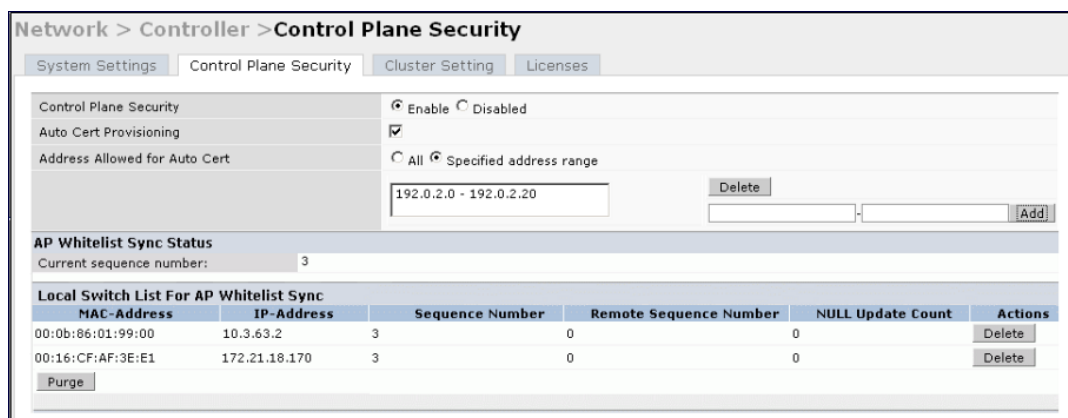 Network > Controller >Control Plane Security
System Settings Control Plane Security Cluster Setting Licenses
Control Plane Security Enable Disabled
Auto Cert Provisioning
Address Allowed for Auto Cert All Specified address range
192.0.2.0 - 192.0.2.20 Delete
- Add
AP Whitelist Sync Status
Current sequence number: 3
Local Switch List For AP Whitelist Sync
MAC-Address IP-Address Sequence Number Remote Sequence Number NULL Update Count Actions
00:0b:86:01:99:00 10.3.63.2 3 0 0 Delete
00:16:CF:AF:3E:E1 172.21.18.170 3 0 0 Delete
Purge